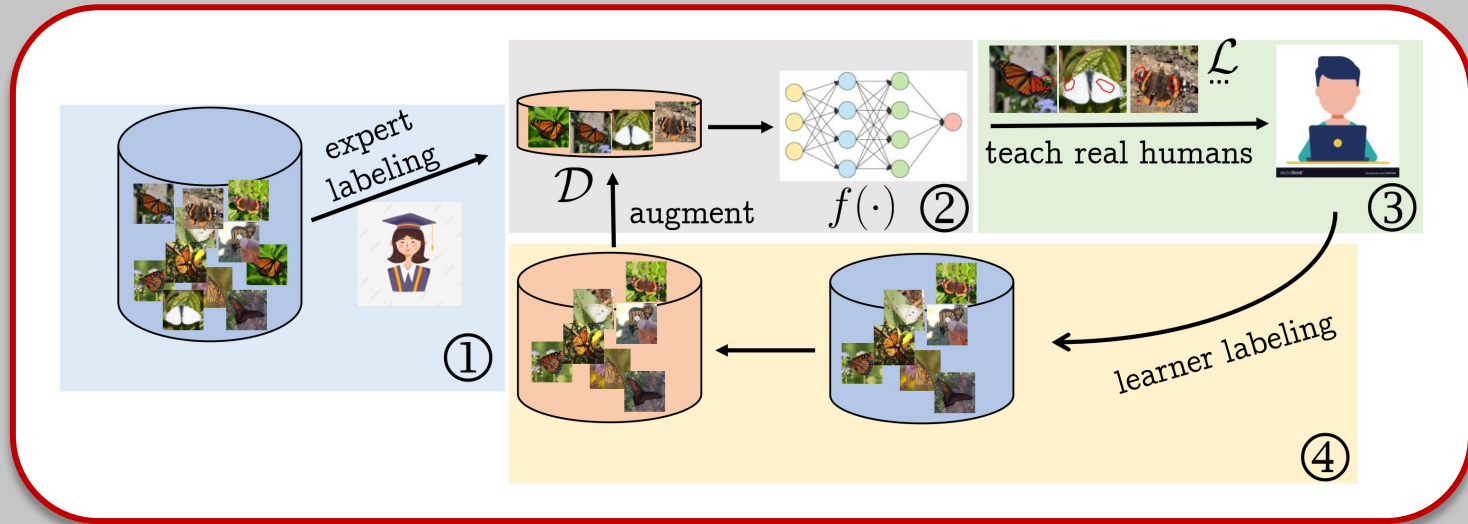 expert
labeling
①
𝒟
augment
f(·)
②
ℒ
...
teach real humans
③
learner labeling
④